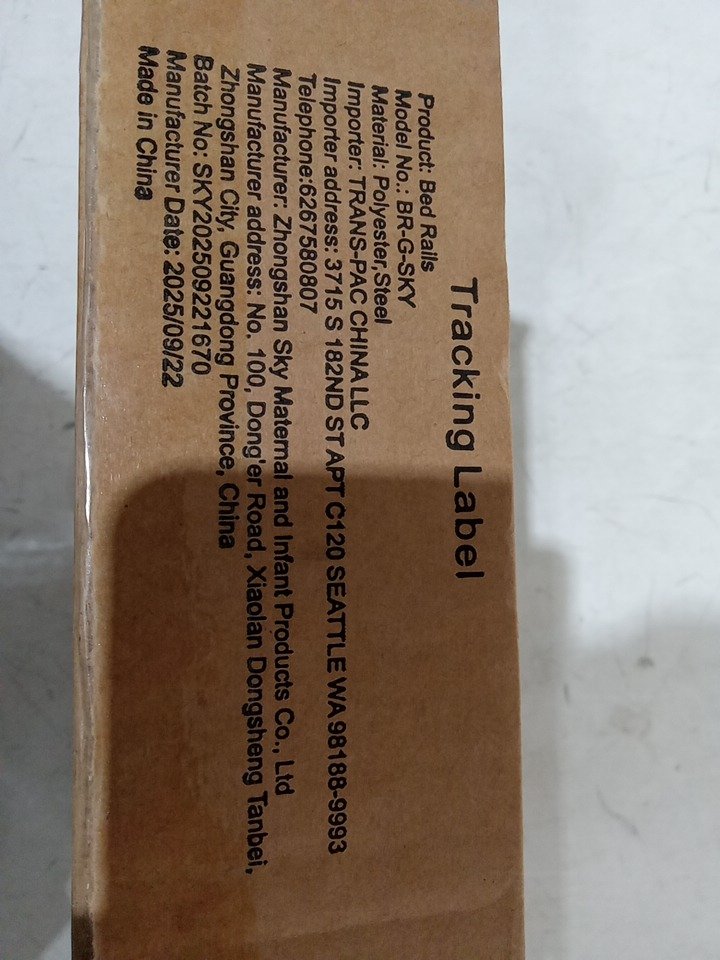 Tracking Label
Product: Bed Rails
Model No.: BR-G-SKY
Material: Polyester,Steel
Importer: TRANS-PAC CHINA LLC
Importer address: 3715 S 182ND ST APT C120 SEATTLE WA 98188-9993
Telephone:6267580807
Manufacturer: Zhongshan Sky Maternal and Infant Products Co., Ltd
Manufacturer address: No. 100, Dong'er Road, Xiaolan Dongsheng Tanbei,
Zhongshan City, Guangdong Province, China
Batch No: SKY202509221670
Manufacturer Date: 2025/09/22
Made in China